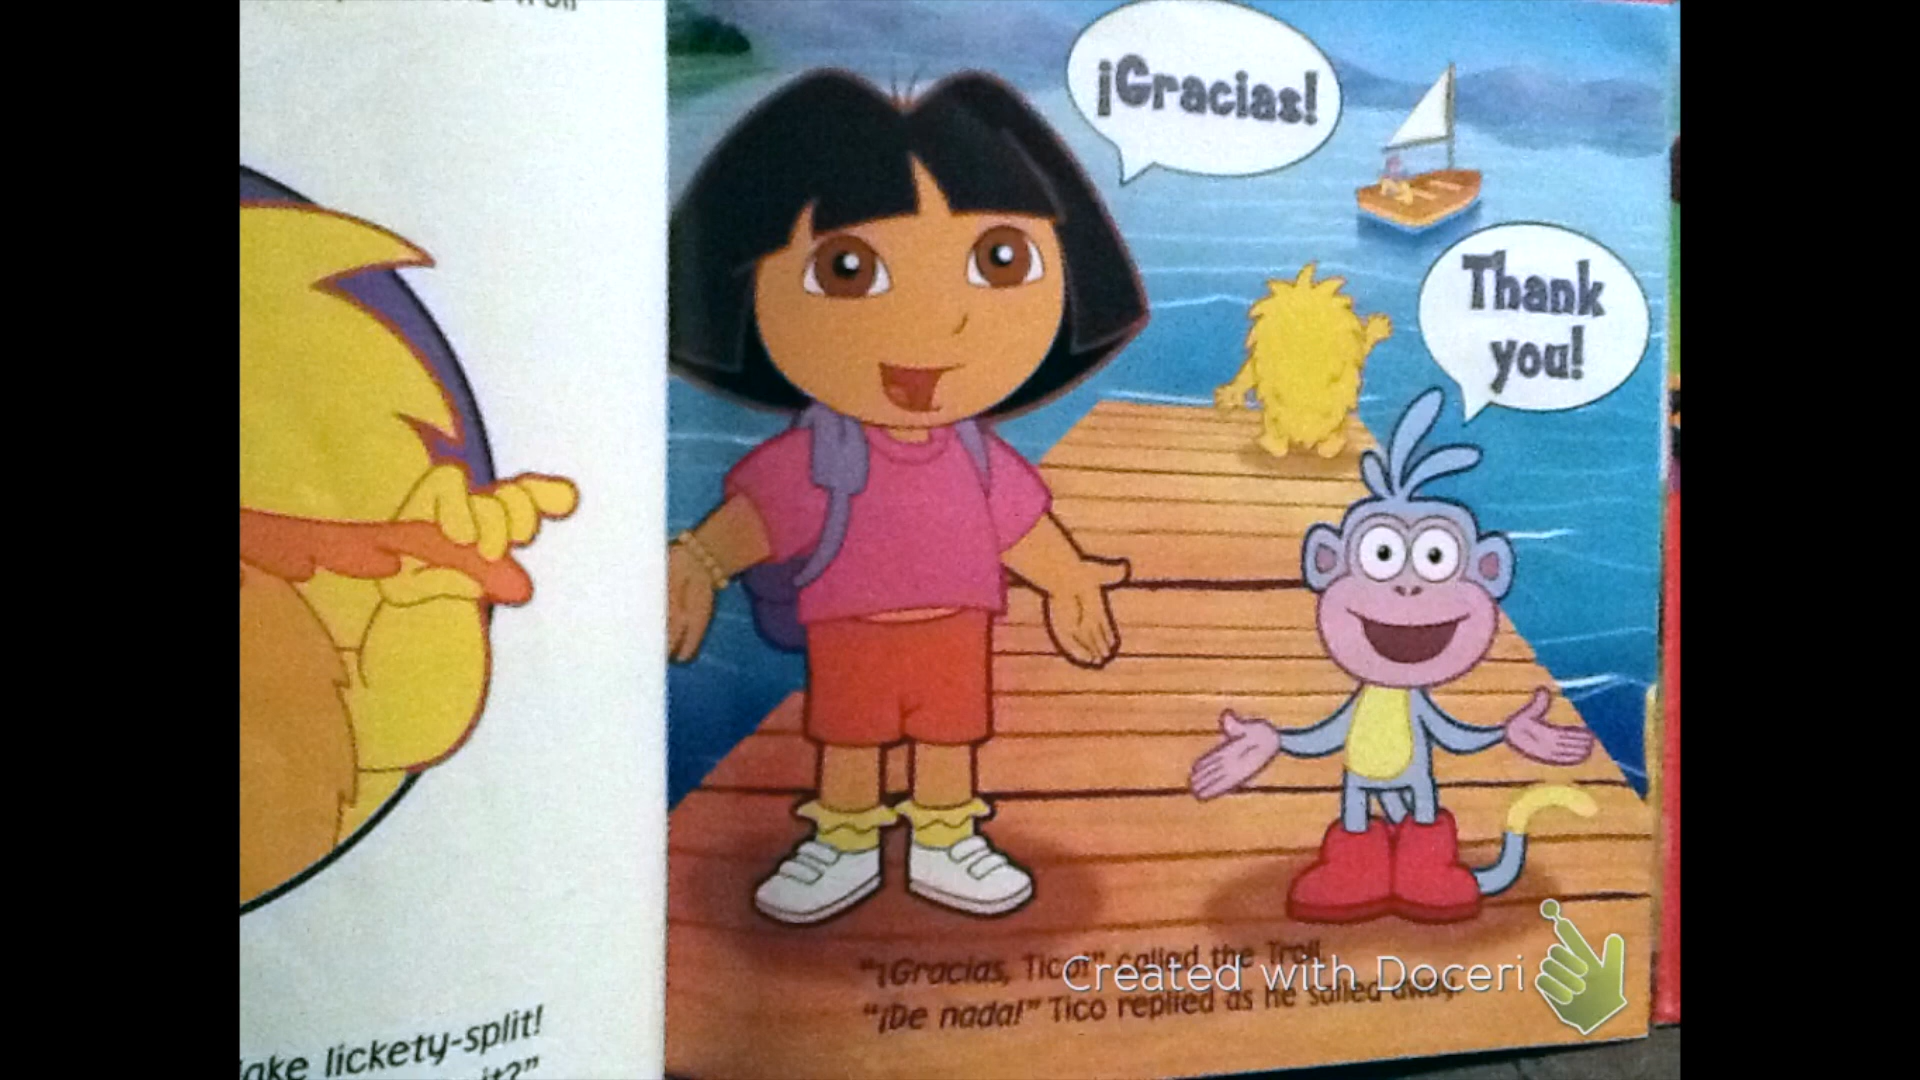 ¡Gracias!
Thank
you!
lickety-split!
it?"
"¡Gracias, Tico!" called the Troll.
"¡De nada!" Tico replied as he sailed away.
Created with Doceri